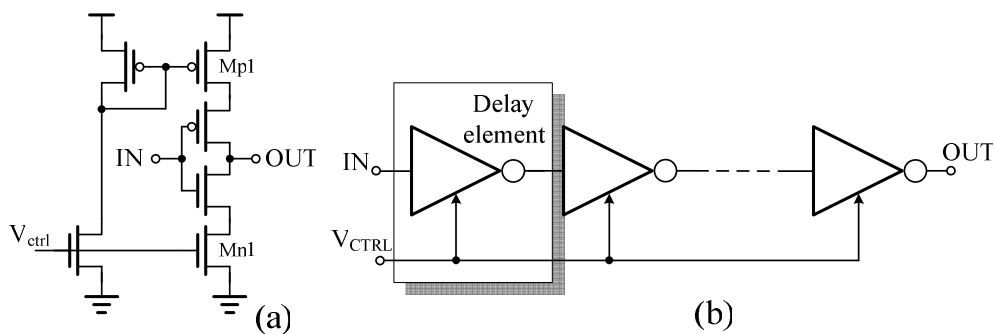 Mp1
IN
OUT
Vctrl
Mn1
(a)
Delay
element
IN
OUT
VCTRL
(b)